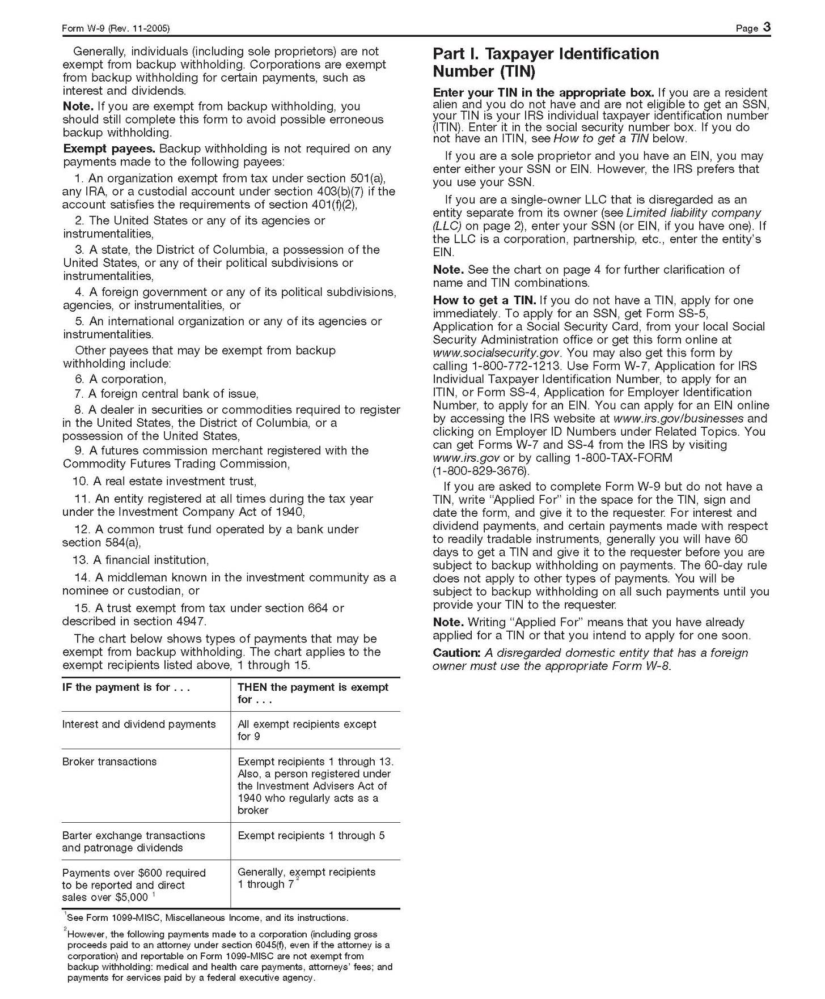 Form W-9 (Rev. 11-2005)
Page 3
Generally, individuals (including sole proprietors) are not
exempt from backup withholding. Corporations are exempt
from backup withholding for certain payments, such as
interest and dividends.
Note. If you are exempt from backup withholding, you
should still complete this form to avoid possible erroneous
backup withholding.
Exempt payees. Backup withholding is not required on any
payments made to the following payees:
1. An organization exempt from tax under section 501(a),
any IRA, or a custodial account under section 403(b)(7) if the
account satisfies the requirements of section 401(f)(2),
2. The United States or any of its agencies or
instrumentalities,
3. A state, the District of Columbia, a possession of the
United States, or any of their political subdivisions or
instrumentalities,
4. A foreign government or any of its political subdivisions,
agencies, or instrumentalities, or
5. An international organization or any of its agencies or
instrumentalities.
Other payees that may be exempt from backup
withholding include:
6. A corporation,
7. A foreign central bank of issue,
8. A dealer in securities or commodities required to register
in the United States, the District of Columbia, or a
possession of the United States,
9. A futures commission merchant registered with the
Commodity Futures Trading Commission,
10. A real estate investment trust,
11. An entity registered at all times during the tax year
under the Investment Company Act of 1940,
12. A common trust fund operated by a bank under
section 584(a),
13. A financial institution,
14. A middleman known in the investment community as a
nominee or custodian, or
15. A trust exempt from tax under section 664 or
described in section 4947.
The chart below shows types of payments that may be
exempt from backup withholding. The chart applies to the
exempt recipients listed above, 1 through 15.
IF the payment is for . . .
THEN the payment is exempt
for . . .
Interest and dividend payments
All exempt recipients except
for 9
Broker transactions
Exempt recipients 1 through 13.
Also, a person registered under
the Investment Advisers Act of
1940 who regularly acts as a
broker
Barter exchange transactions
and patronage dividends
Exempt recipients 1 through 5
Payments over $600 required
to be reported and direct
sales over $5,000 1
Generally, exempt recipients
1 through 7 2
1See Form 1099-MISC, Miscellaneous Income, and its instructions.
2However, the following payments made to a corporation (including gross
proceeds paid to an attorney under section 6045(f), even if the attorney is a
corporation) and reportable on Form 1099-MISC are not exempt from
backup withholding: medical and health care payments, attorneys' fees; and
payments for services paid by a federal executive agency.
Part I. Taxpayer Identification
Number (TIN)
Enter your TIN in the appropriate box. If you are a resident
alien and you do not have and are not eligible to get an SSN,
your TIN is your IRS individual taxpayer identification number
(ITIN). Enter it in the social security number box. If you do
not have an ITIN, see How to get a TIN below.
If you are a sole proprietor and you have an EIN, you may
enter either your SSN or EIN. However, the IRS prefers that
you use your SSN.
If you are a single-owner LLC that is disregarded as an
entity separate from its owner (see Limited liability company
(LLC) on page 2), enter your SSN (or EIN, if you have one). If
the LLC is a corporation, partnership, etc., enter the entity's
EIN.
Note. See the chart on page 4 for further clarification of
name and TIN combinations.
How to get a TIN. If you do not have a TIN, apply for one
immediately. To apply for an SSN, get Form SS-5,
Application for a Social Security Card, from your local Social
Security Administration office or get this form online at
www.socialsecurity.gov. You may also get this form by
calling 1-800-772-1213. Use Form W-7, Application for IRS
Individual Taxpayer Identification Number, to apply for an
ITIN, or Form SS-4, Application for Employer Identification
Number, to apply for an EIN. You can apply for an EIN online
by accessing the IRS website at www.irs.gov/businesses and
clicking on Employer ID Numbers under Related Topics. You
can get Forms W-7 and SS-4 from the IRS by visiting
www.irs.gov or by calling 1-800-TAX-FORM
(1-800-829-3676).
If you are asked to complete Form W-9 but do not have a
TIN, write "Applied For" in the space for the TIN, sign and
date the form, and give it to the requester. For interest and
dividend payments, and certain payments made with respect
to readily tradable instruments, generally you will have 60
days to get a TIN and give it to the requester before you are
subject to backup withholding on payments. The 60-day rule
does not apply to other types of payments. You will be
subject to backup withholding on all such payments until you
provide your TIN to the requester.
Note. Writing "Applied For" means that you have already
applied for a TIN or that you intend to apply for one soon.
Caution: A disregarded domestic entity that has a foreign
owner must use the appropriate Form W-8.